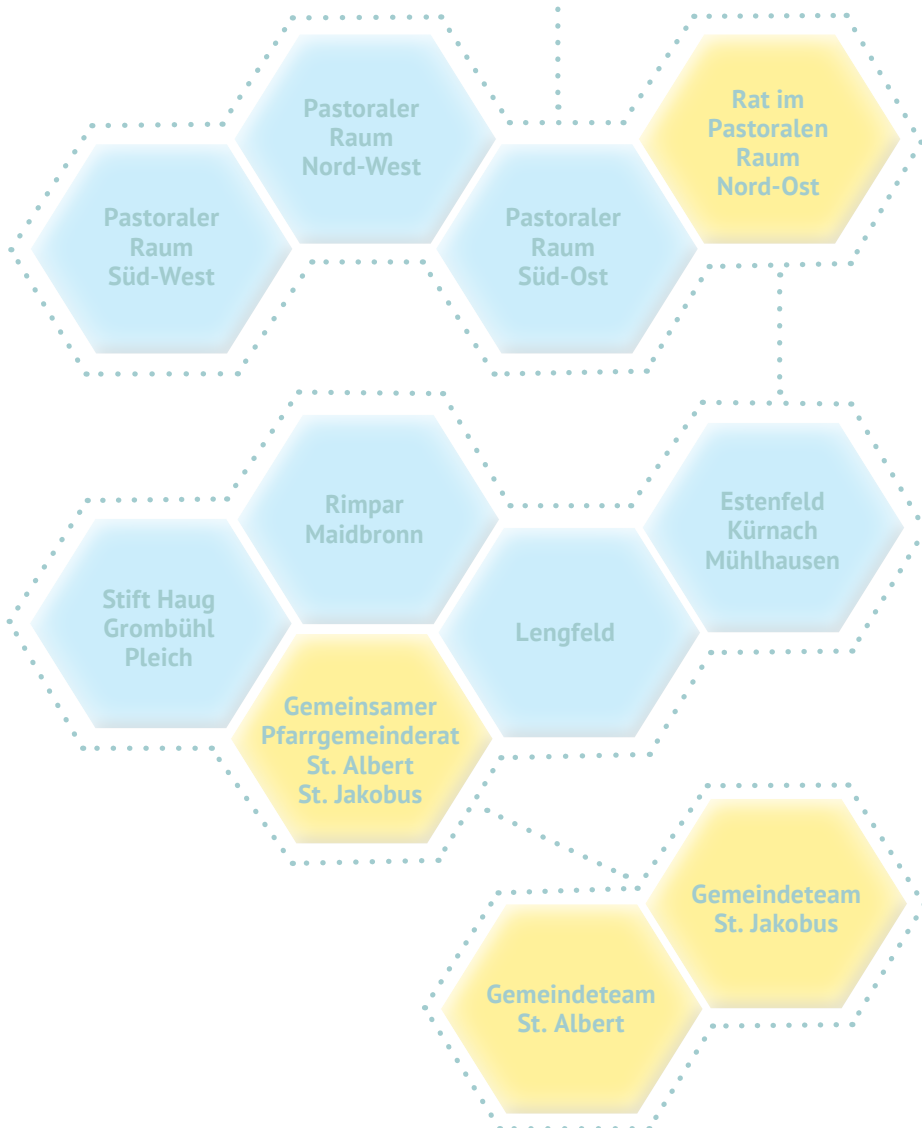 Pastoraler
Raum
Nord-West
Rat im
Pastoralen
Raum
Nord-Ost
Pastoraler
Raum
Süd-West
Pastoraler
Raum
Süd-Ost
Rimpar
Maidbronn
Estenfeld
Kürnach
Mühlhausen
Stift Haug
Grombühl
Pleich
Lengfeld
Gemeinsamer
Pfarrgemeinderat
St. Albert
St. Jakobus
Gemeindeteam
St. Jakobus
Gemeindeteam
St. Albert